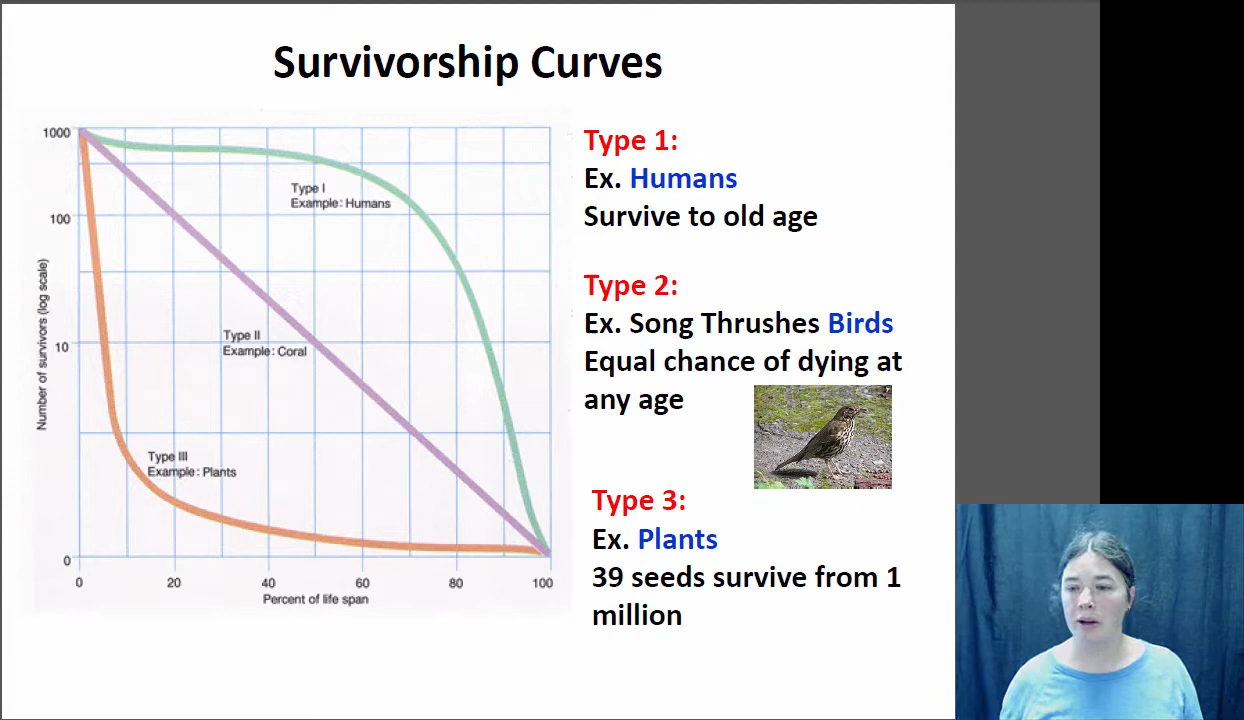 Survivorship Curves
1000
100
10
0
Number of survivors (log scale)
Type I
Example: Humans
Type II
Example: Coral
Type III
Example: Plants
0 20 40 60 80 100
Percent of life span
Type 1:
Ex. Humans
Survive to old age
Type 2:
Ex. Song Thrushes Birds
Equal chance of dying at
any age
Type 3:
Ex. Plants
39 seeds survive from 1
million